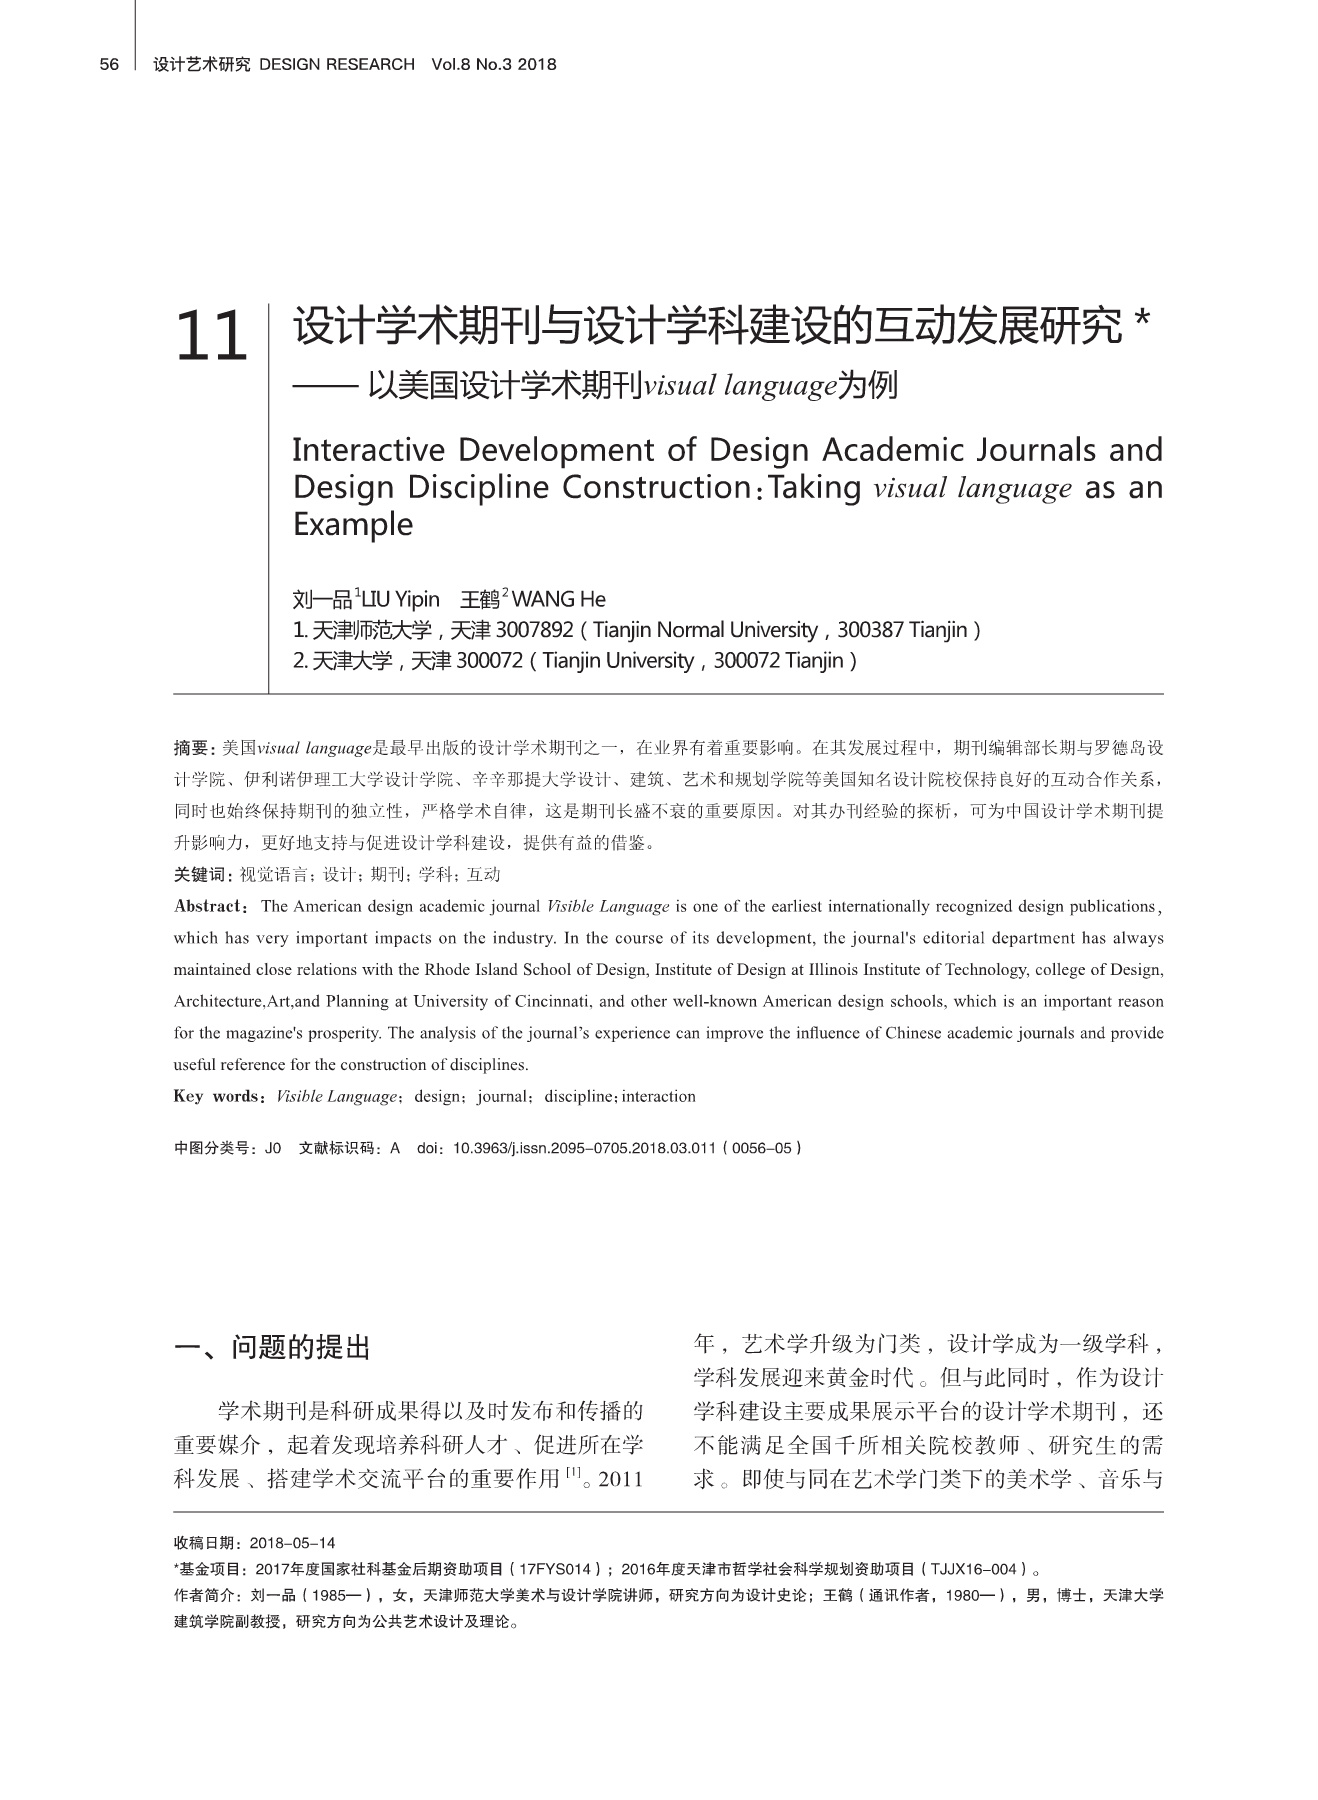 56 设计艺术研究 DESIGN RESEARCH Vol.8 No.3 2018
11
设计学术期刊与设计学科建设的互动发展研究 *
—— 以美国设计学术期刊visual language为例
Interactive Development of Design Academic Journals and
Design Discipline Construction:Taking visual language as an
Example
刘一品¹LIU Yipin 王鹤²WANG He
1. 天津师范大学，天津 3007892（Tianjin Normal University，300387 Tianjin）
2. 天津大学，天津 300072（Tianjin University，300072 Tianjin）
摘要: 美国visual language是最早出版的设计学术期刊之一，在业界有着重要影响。在其发展过程中，期刊编辑部长期与罗德岛设
计学院、伊利诺伊理工大学设计学院、辛辛那提大学设计、建筑、艺术和规划学院等美国知名设计院校保持良好的互动合作关系，
同时也始终保持期刊的独立性，严格学术自律，这是期刊长盛不衰的重要原因。对其办刊经验的探析，可为中国设计学术期刊提
升影响力，更好地支持与促进设计学科建设，提供有益的借鉴。
关键词: 视觉语言; 设计; 期刊; 学科; 互动
Abstract: The American design academic journal Visible Language is one of the earliest internationally recognized design publications,
which has very important impacts on the industry. In the course of its development, the journal's editorial department has always
maintained close relations with the Rhode Island School of Design, Institute of Design at Illinois Institute of Technology, college of Design,
Architecture,Art,and Planning at University of Cincinnati, and other well-known American design schools, which is an important reason
for the magazine's prosperity. The analysis of the journal’s experience can improve the influence of Chinese academic journals and provide
useful reference for the construction of disciplines.
Key words: Visible Language; design; journal; discipline;interaction
中图分类号：J0 文献标识码：A doi：10.3963/j.issn.2095–0705.2018.03.011（0056–05）
一、问题的提出
学术期刊是科研成果得以及时发布和传播的
重要媒介，起着发现培养科研人才、促进所在学
科发展、搭建学术交流平台的重要作用[1]。2011
年，艺术学升级为门类，设计学成为一级学科，
学科发展迎来黄金时代。但与此同时，作为设计
学科建设主要成果展示平台的设计学术期刊，还
不能满足全国千所相关院校教师、研究生的需
求。即使与同在艺术学门类下的美术学、音乐与
收稿日期：2018–05–14
*基金项目：2017年度国家社科基金后期资助项目（17FYS014）；2016年度天津市哲学社会科学规划资助项目（TJJX16–004）。
作者简介：刘一品（1985—），女，天津师范大学美术与设计学院讲师，研究方向为设计史论；王鹤（通讯作者，1980—），男，博士，天津大学
建筑学院副教授，研究方向为公共艺术设计及理论。